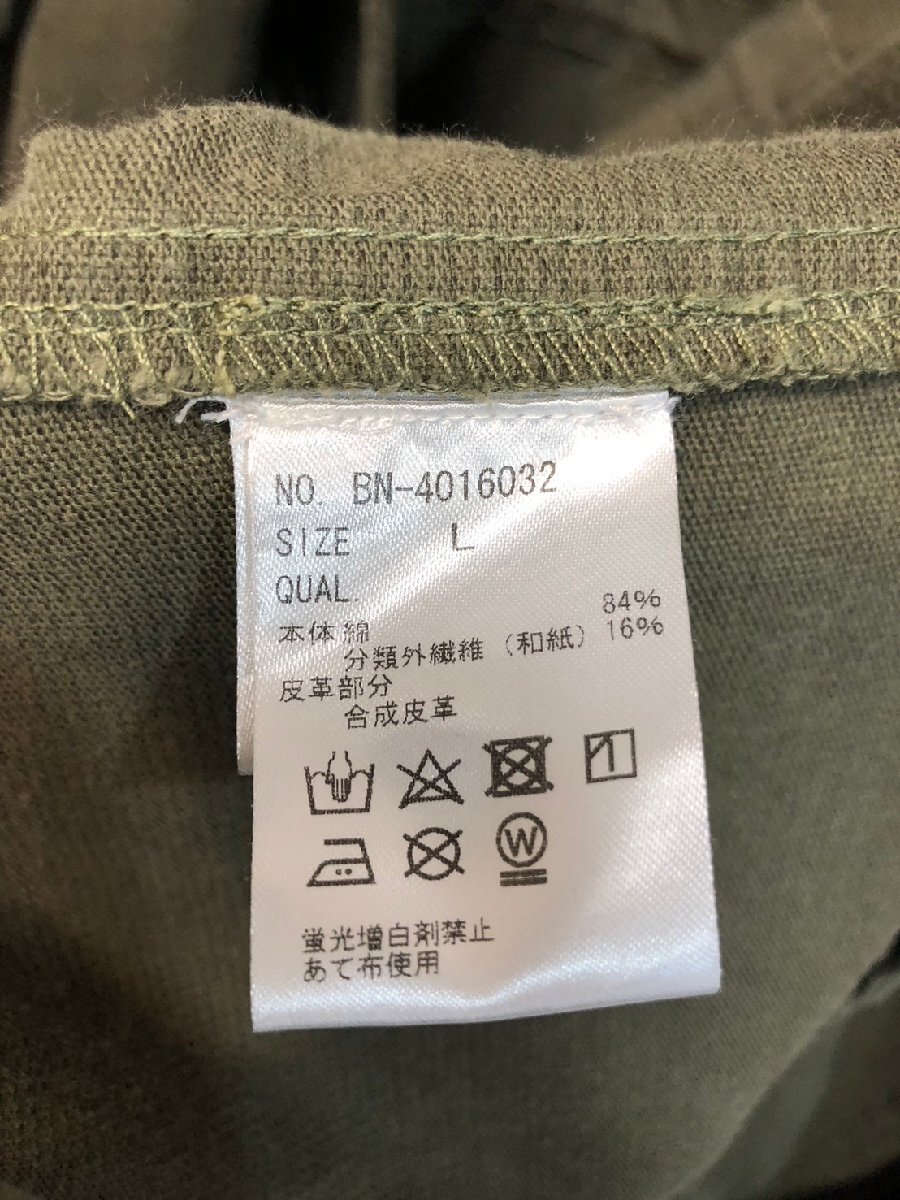 NO. BN-4016032
SIZE L
QUAL.
本体綿 84%
分類外繊維（和紙）16%
皮革部分
合成皮革
W
蛍光増白剤禁止
あて布使用